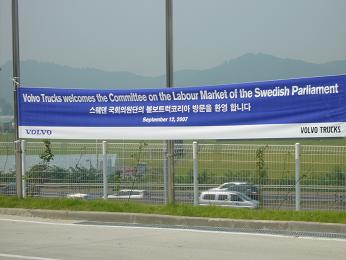 Volvo Trucks welcomes the Committee on the Labour Market of the Swedish Parliament
스웨덴 국회의원단의 볼보트럭코리아 방문을 환영 합니다
September 12, 2007
VOLVO
VOLVO TRUCKS